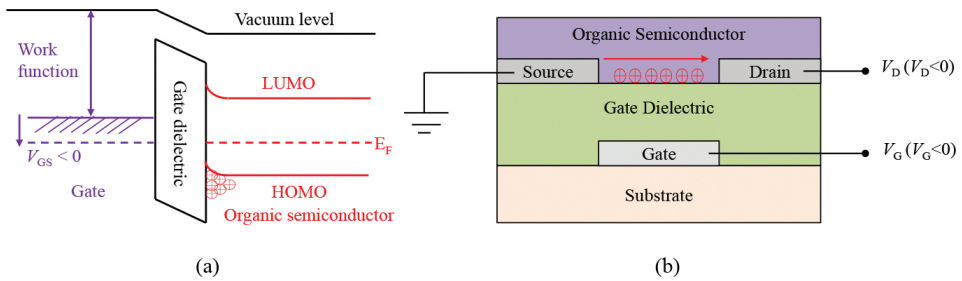 Vacuum level
Work
function
LUMO
Gate dielectric
E_F
V_GS < 0
HOMO
Gate
Organic semiconductor
(a)
Organic Semiconductor
Source
Drain
V_D (V_D<0)
Gate Dielectric
Gate
V_G (V_G<0)
Substrate
(b)